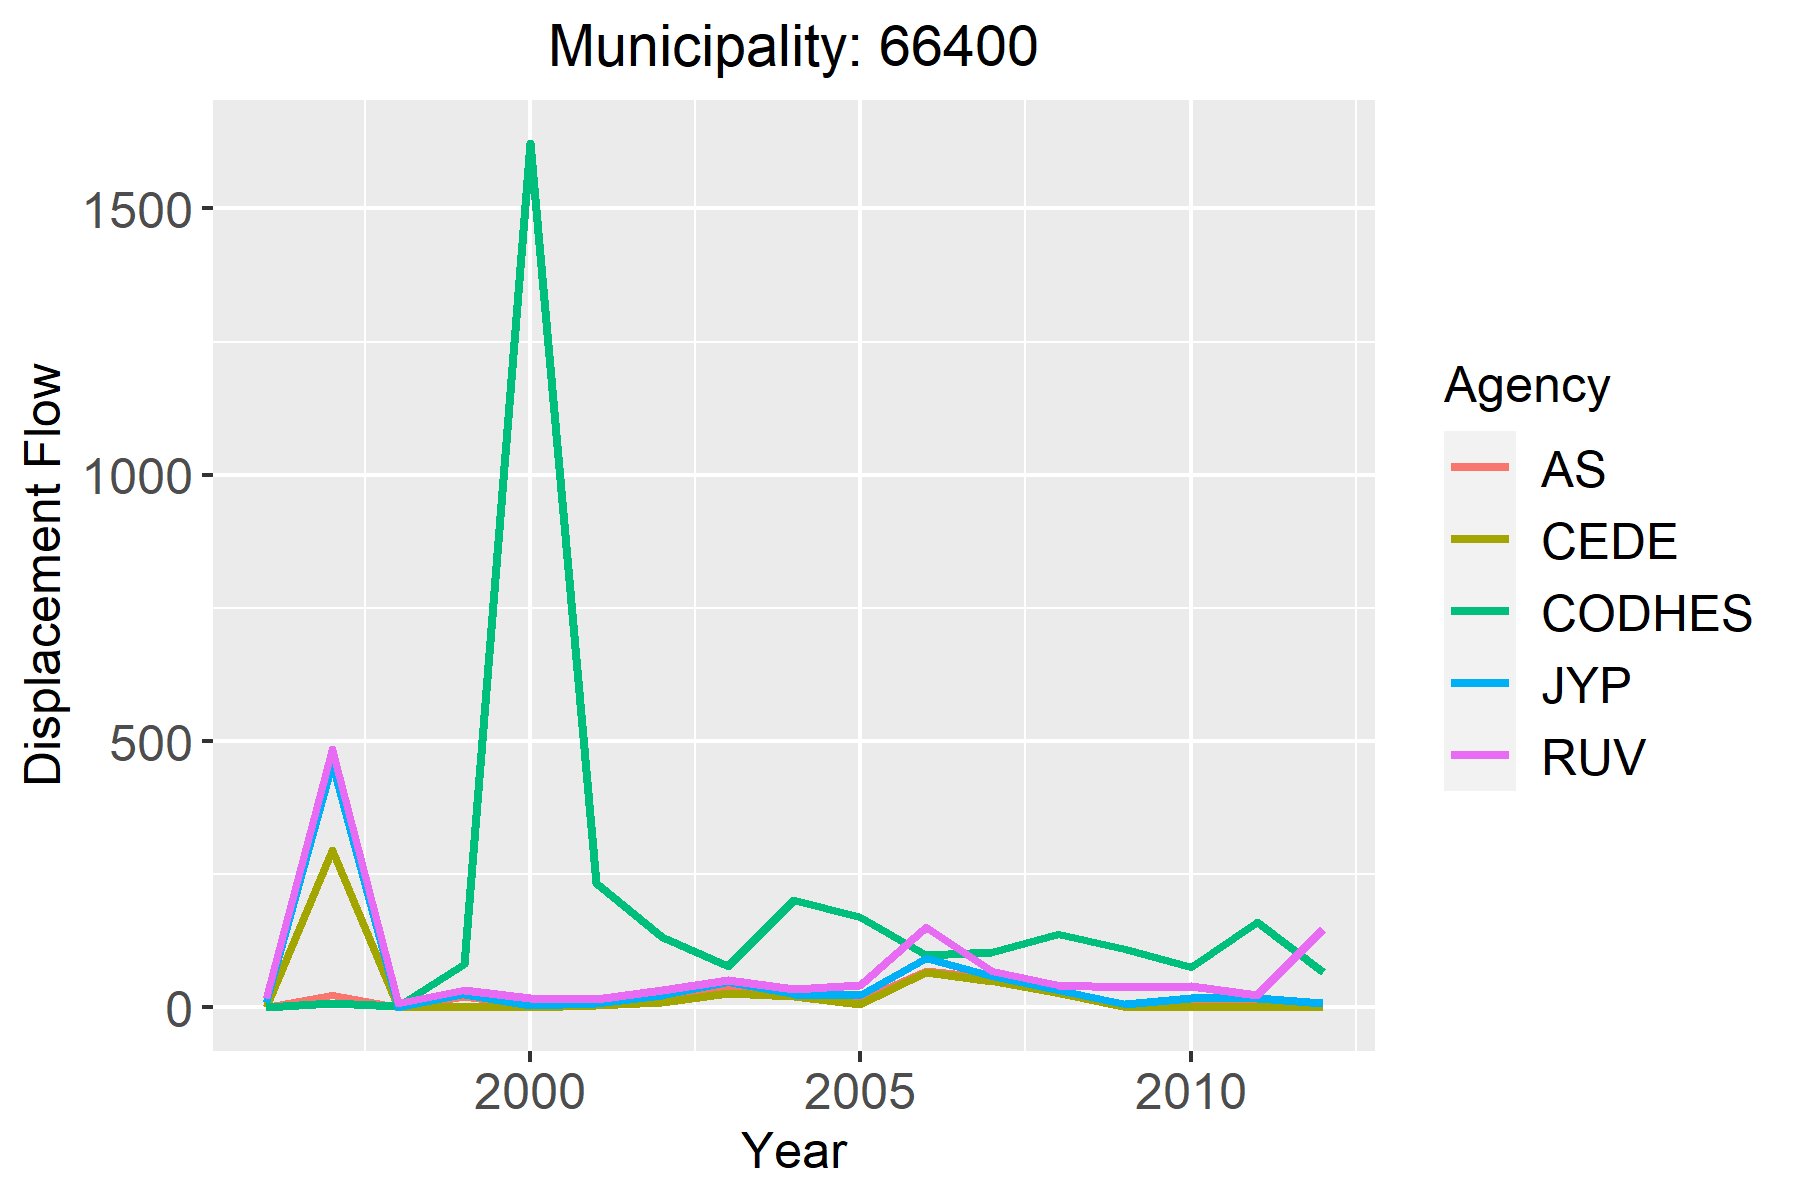 Municipality: 66400
Displacement Flow
1500
1000
500
0
2000
2005
2010
Year
Agency
AS
CEDE
CODHES
JYP
RUV